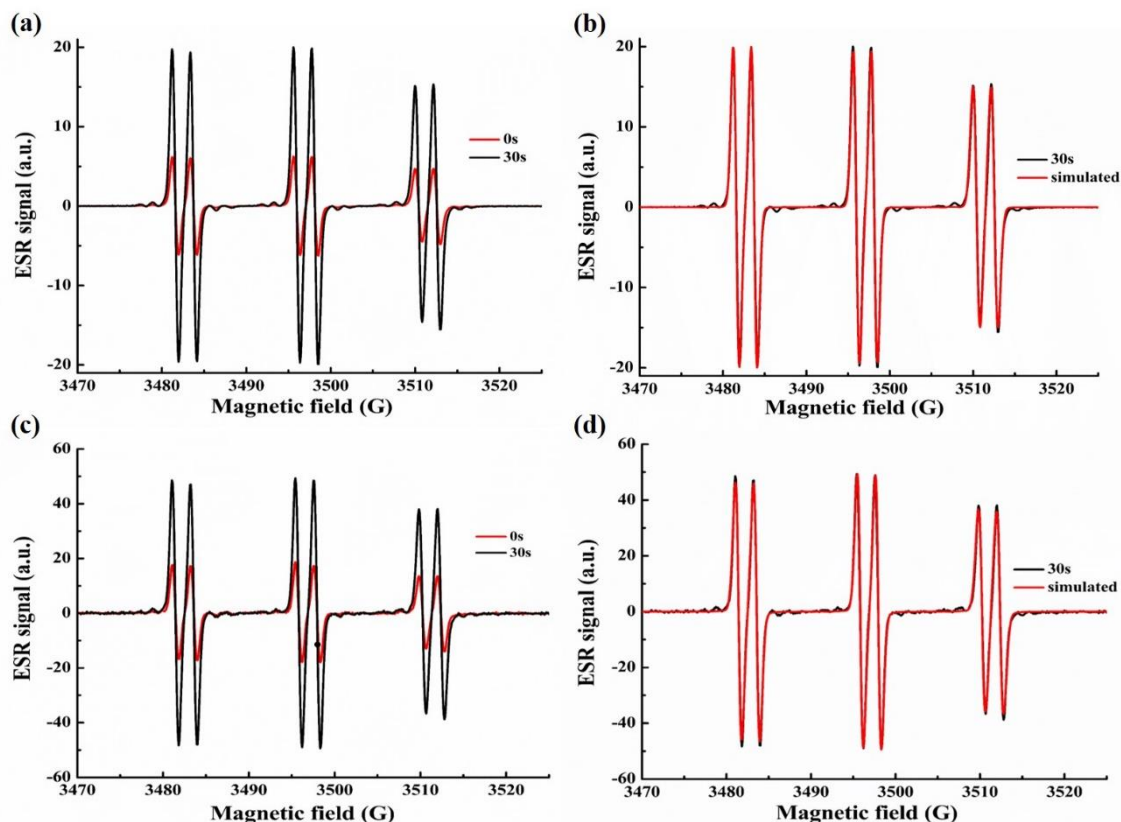 (a)
20
10
0
-10
-20
ESR signal (a.u.)
0s
30s
3470 3480 3490 3500 3510 3520
Magnetic field (G)
(b)
20
10
0
-10
-20
ESR signal (a.u.)
30s
simulated
3470 3480 3490 3500 3510 3520
Magnetic field (G)
(c)
60
40
20
0
-20
-40
-60
ESR signal (a.u.)
0s
30s
3470 3480 3490 3500 3510 3520
Magnetic field (G)
(d)
60
40
20
0
-20
-40
-60
ESR signal (a.u.)
30s
simulated
3470 3480 3490 3500 3510 3520
Magnetic field (G)